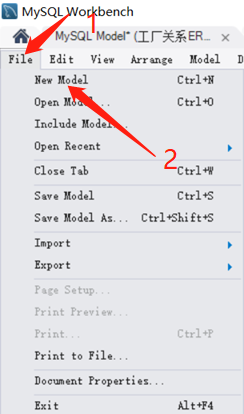 MySQL Workbench
1
MySQL Model* (工厂关系ER...
File Edit View Arrange Model D
New Model Ctrl+N
Open Model... Ctrl+O
Include Model...
Open Recent
2
Close Tab Ctrl+W
Save Model Ctrl+S
Save Model As... Ctrl+Shift+S
Import
Export
Page Setup...
Print Preview...
Print... Ctrl+P
Print to File...
Document Properties...
Exit Alt+F4